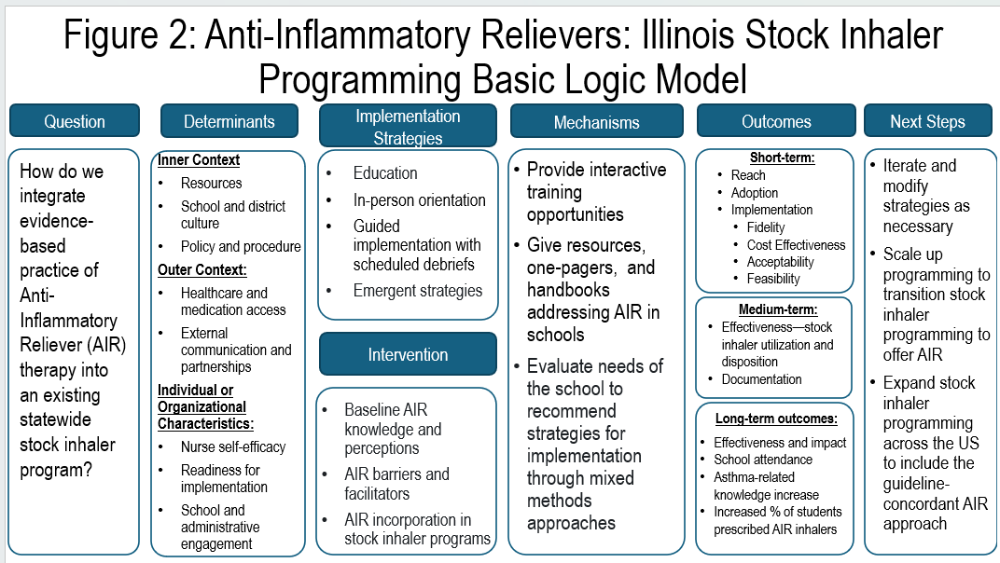 Figure 2: Anti-Inflammatory Relievers: Illinois Stock Inhaler
Programming Basic Logic Model
Question
How do we
integrate
evidence-
based
practice of
Anti-
Inflammatory
Reliever (AIR)
therapy into
an existing
statewide
stock inhaler
program?
Determinants
Inner Context
• Resources
• School and district
culture
• Policy and procedure
Outer Context:
• Healthcare and
medication access
• External
communication and
partnerships
Individual or
Organizational
Characteristics:
• Nurse self-efficacy
• Readiness for
implementation
• School and
administrative
engagement
Implementation
Strategies
• Education
• In-person orientation
• Guided
implementation with
scheduled debriefs
• Emergent strategies
Intervention
• Baseline AIR
knowledge and
perceptions
• AIR barriers and
facilitators
• AIR incorporation in
stock inhaler programs
Mechanisms
• Provide interactive
training
opportunities
• Give resources,
one-pagers, and
handbooks
addressing AIR in
schools
• Evaluate needs of
the school to
recommend
strategies for
implementation
through mixed
methods
approaches
Outcomes
Short-term:
• Reach
• Adoption
• Implementation
• Fidelity
• Cost Effectiveness
• Acceptability
• Feasibility
Medium-term:
• Effectiveness—stock
inhaler utilization and
disposition
• Documentation
Long-term outcomes:
• Effectiveness and impact
• School attendance
• Asthma-related
knowledge increase
• Increased % of students
prescribed AIR inhalers
Next Steps
• Iterate and
modify
strategies as
necessary
• Scale up
programming to
transition stock
inhaler
programming to
offer AIR
• Expand stock
inhaler
programming
across the US
to include the
guideline-
concordant AIR
approach